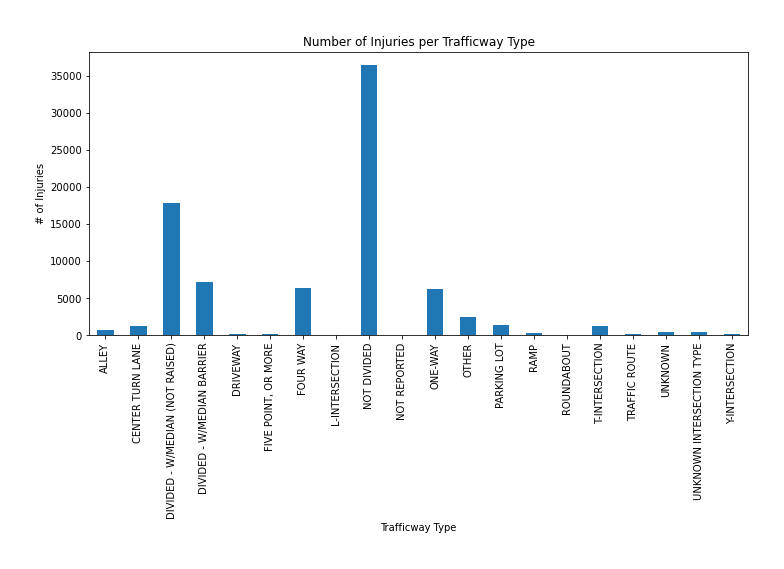 Number of Injuries per Trafficway Type
35000
30000
25000
20000
15000
10000
5000
0
# of Injuries
ALLEY
CENTER TURN LANE
DIVIDED - W/MEDIAN (NOT RAISED)
DIVIDED - W/MEDIAN BARRIER
DRIVEWAY
FIVE POINT, OR MORE
FOUR WAY
L-INTERSECTION
NOT DIVIDED
NOT REPORTED
ONE-WAY
OTHER
PARKING LOT
RAMP
ROUNDABOUT
T-INTERSECTION
TRAFFIC ROUTE
UNKNOWN
UNKNOWN INTERSECTION TYPE
Y-INTERSECTION
Trafficway Type